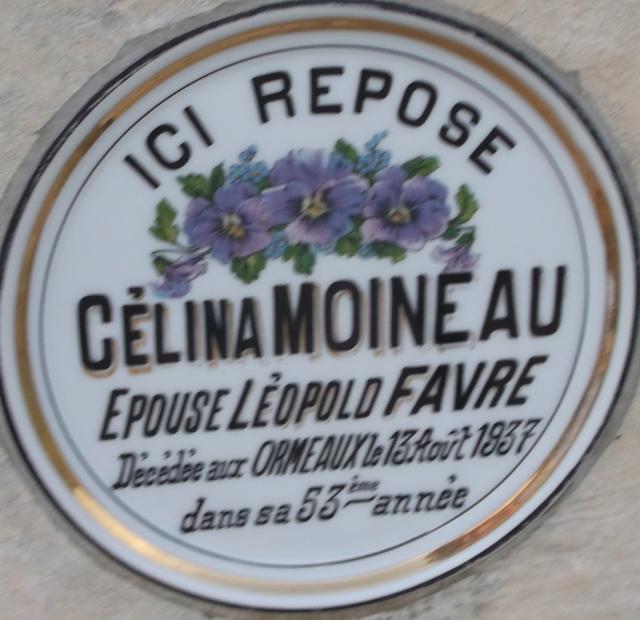 ICI REPOSE
CÉLINA MOINEAU
EPOUSE LÉOPOLD FAVRE
Décédée aux ORMEAUX le 13 Août 1937
dans sa 53ème année